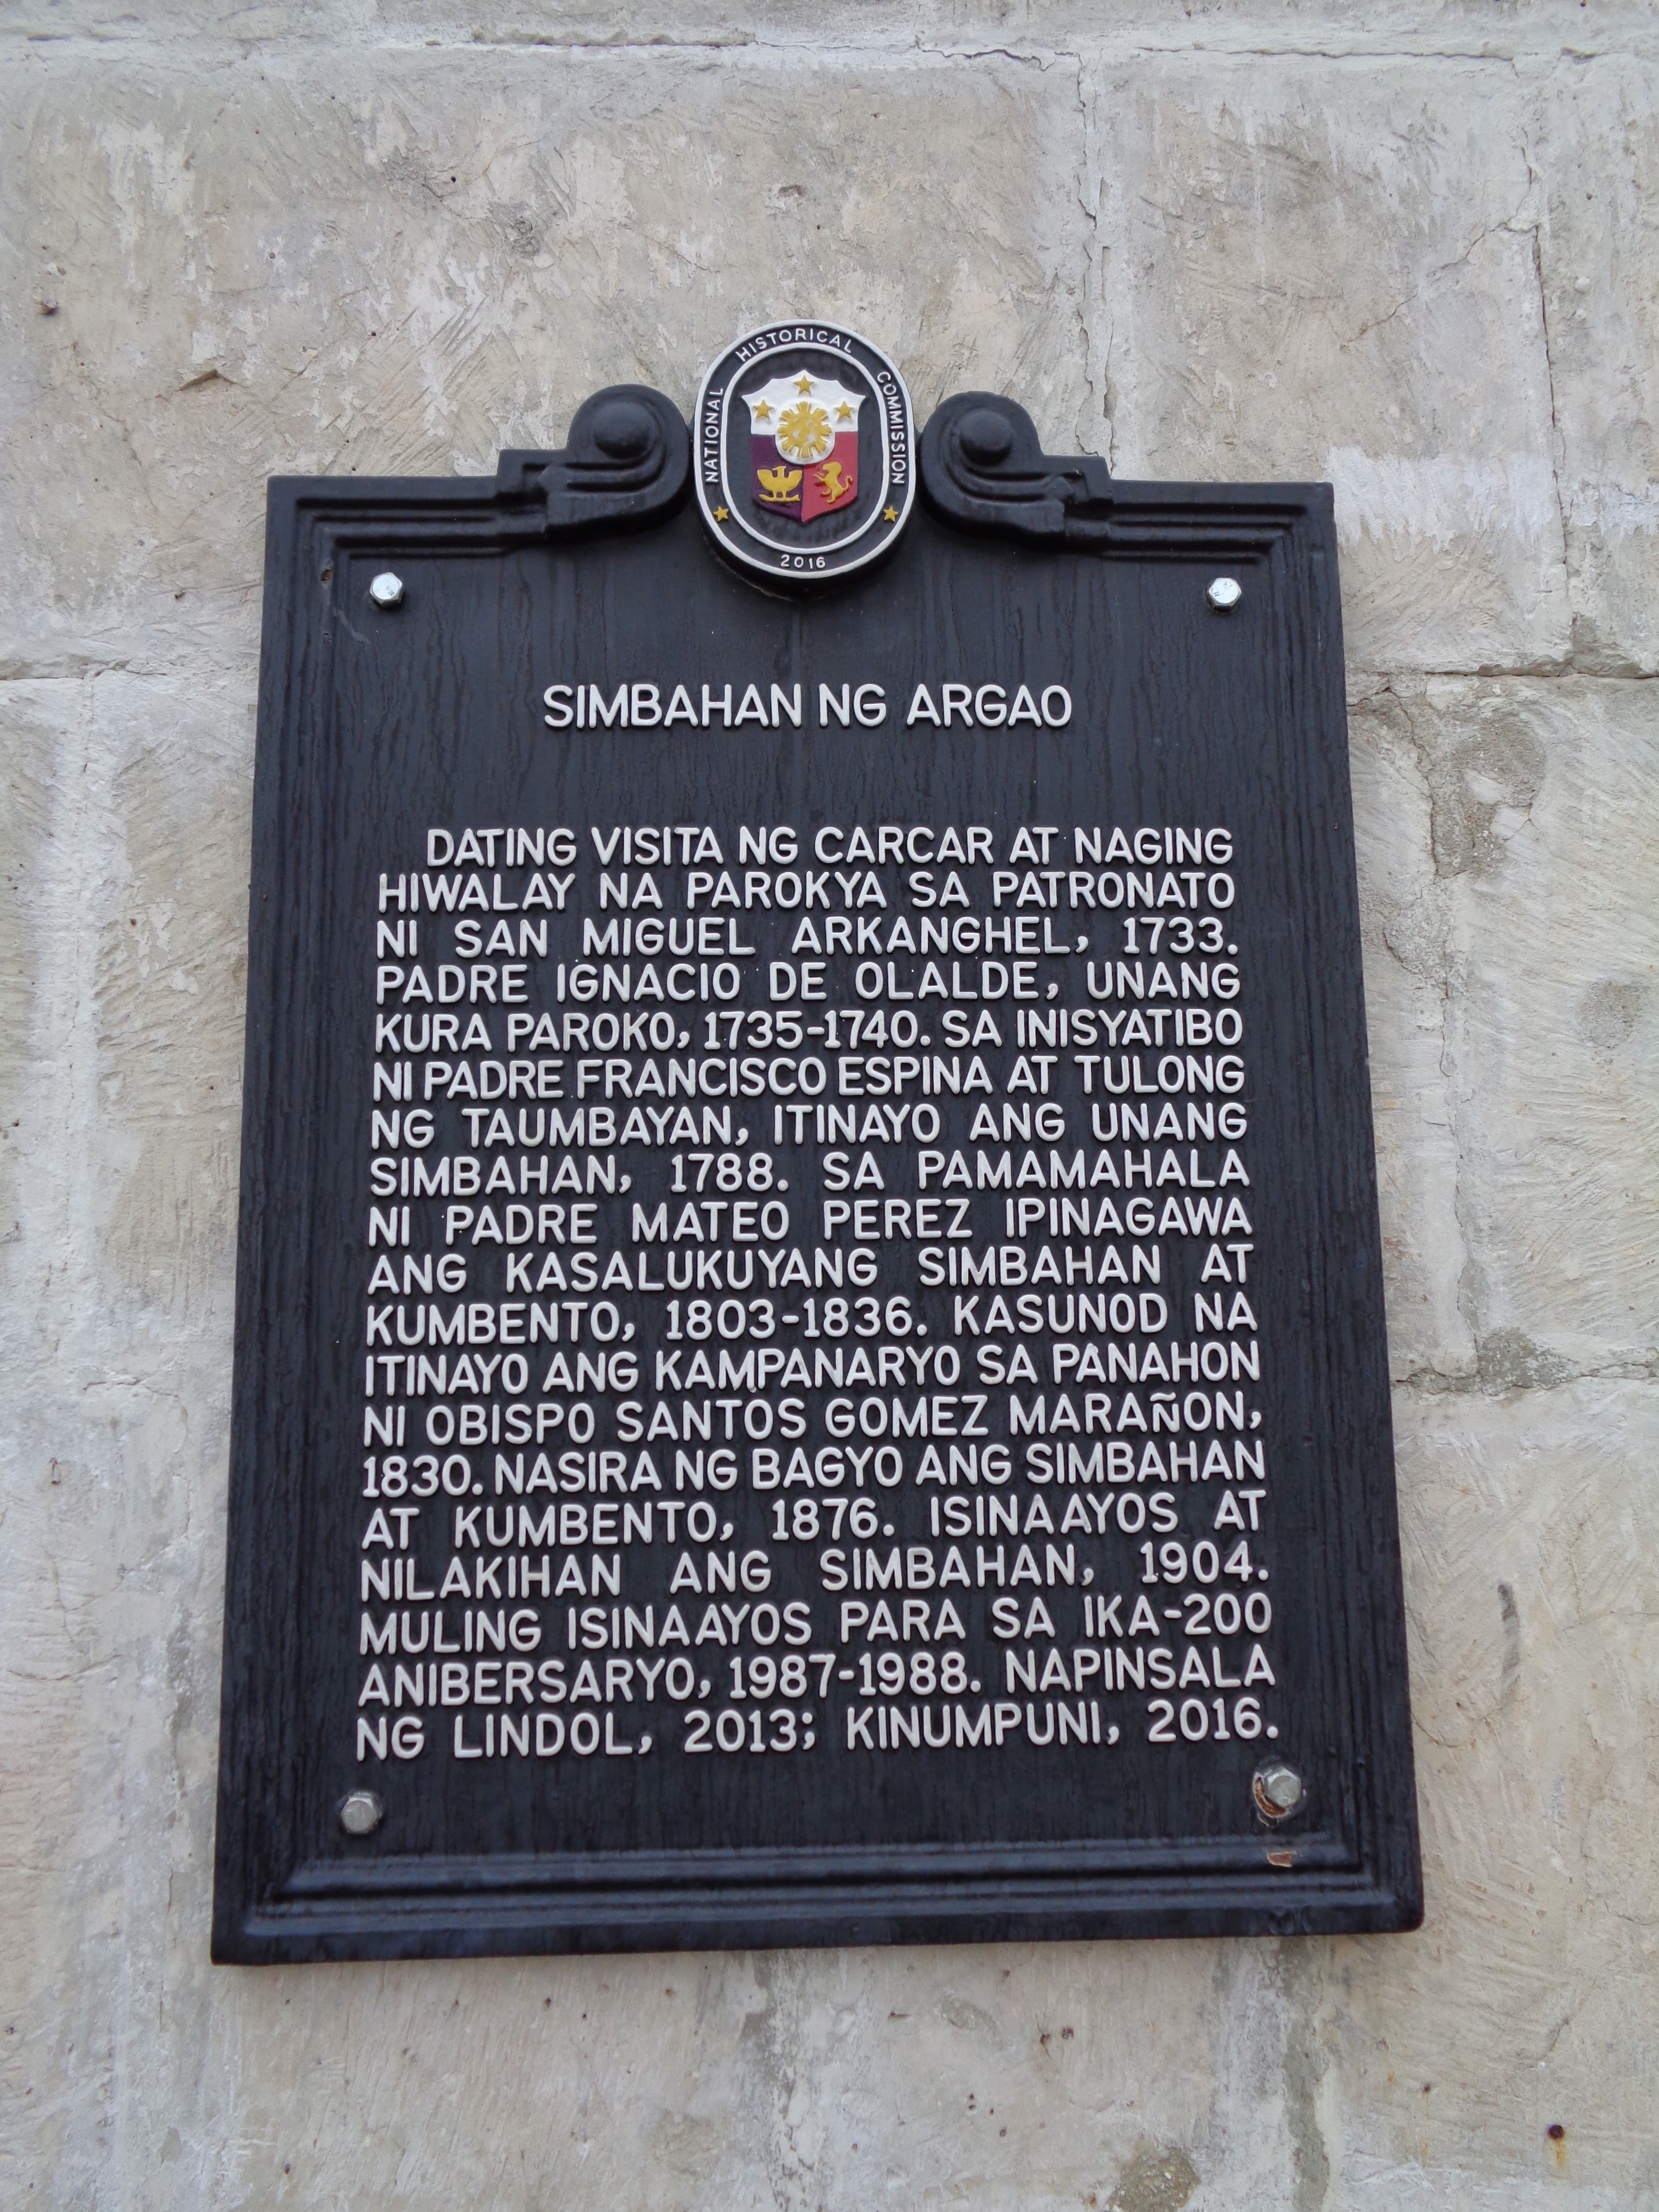 NATIONAL HISTORICAL COMMISSION
2016
SIMBAHAN NG ARGAO
DATING VISITA NG CARCAR AT NAGING
HIWALAY NA PAROKYA SA PATRONATO
NI SAN MIGUEL ARKANGHEL, 1733.
PADRE IGNACIO DE OLALDE, UNANG
KURA PAROKO, 1735-1740. SA INISYATIBO
NI PADRE FRANCISCO ESPINA AT TULONG
NG TAUMBAYAN, ITINAYO ANG UNANG
SIMBAHAN, 1788. SA PAMAMAHALA
NI PADRE MATEO PEREZ IPINAGAWA
ANG KASALUKUYANG SIMBAHAN AT
KUMBENTO, 1803-1836. KASUNOD NA
ITINAYO ANG KAMPANARYO SA PANAHON
NI OBISPO SANTOS GOMEZ MARAÑON,
1830. NASIRA NG BAGYO ANG SIMBAHAN
AT KUMBENTO, 1876. ISINAAYOS AT
NILAKIHAN ANG SIMBAHAN, 1904.
MULING ISINAAYOS PARA SA IKA-200
ANIBERSARYO, 1987-1988. NAPINSALA
NG LINDOL, 2013; KINUMPUNI, 2016.